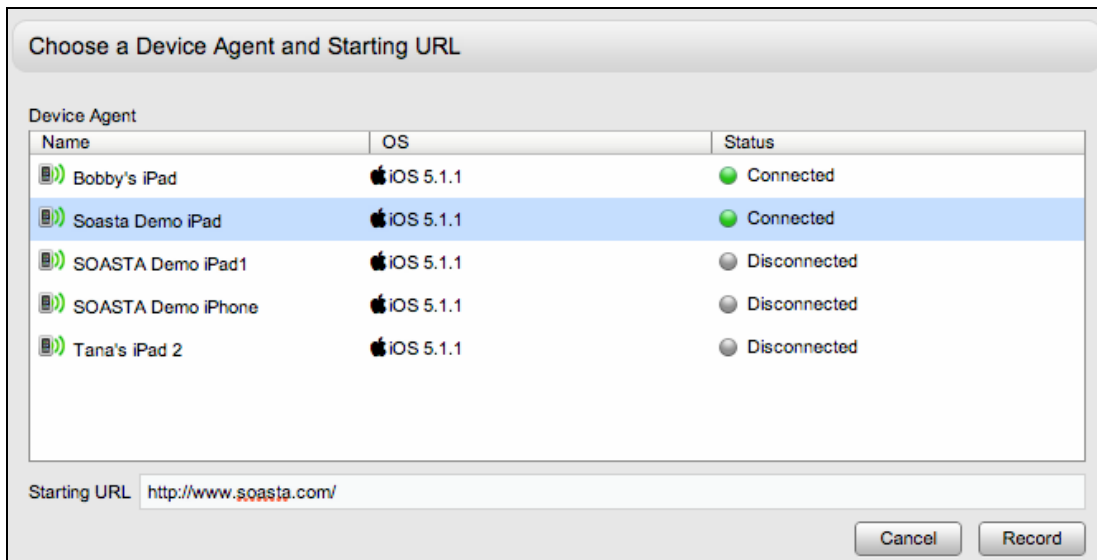 Choose a Device Agent and Starting URL
Device Agent
Name OS Status
Bobby's iPad iOS 5.1.1 Connected
Soasta Demo iPad iOS 5.1.1 Connected
SOASTA Demo iPad1 iOS 5.1.1 Disconnected
SOASTA Demo iPhone iOS 5.1.1 Disconnected
Tana's iPad 2 iOS 5.1.1 Disconnected
Starting URL http://www.soasta.com/
Cancel Record